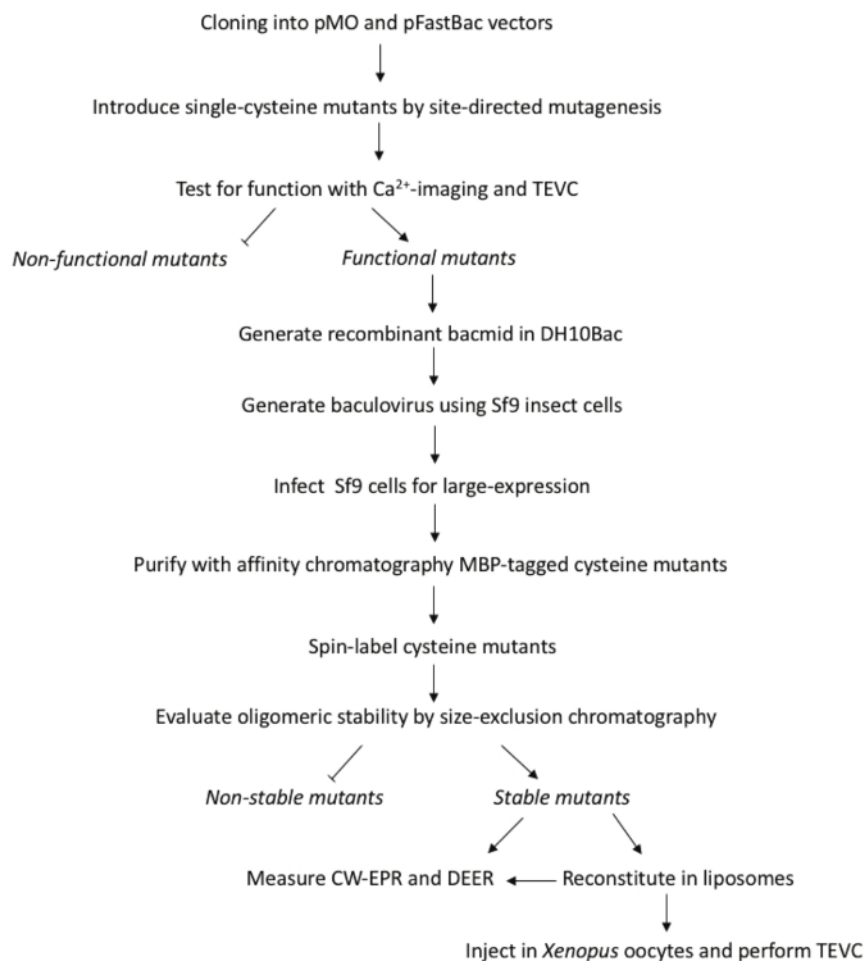 Cloning into pMO and pFastBac vectors
Introduce single-cysteine mutants by site-directed mutagenesis
Test for function with Ca²⁺-imaging and TEVC
Non-functional mutants
Functional mutants
Generate recombinant bacmid in DH10Bac
Generate baculovirus using Sf9 insect cells
Infect Sf9 cells for large-expression
Purify with affinity chromatography MBP-tagged cysteine mutants
Spin-label cysteine mutants
Evaluate oligomeric stability by size-exclusion chromatography
Non-stable mutants
Stable mutants
Measure CW-EPR and DEER
Reconstitute in liposomes
Inject in Xenopus oocytes and perform TEVC